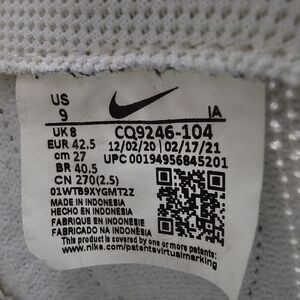 US
9
IA
UK 8
CQ9246-104
EUR 42.5
12/02/20 | 02/17/21
cm 27
UPC 00194956845201
BR 40.5
CN 270(2.5)
01WTB9XYGMT2Z
MADE IN INDONESIA
HECHO EN INDONESIA
FABRIQUE EN INDONESIE
FABRICADO NA INDONÉSIA
This product is covered by one or more patents:
www.nike.com/patentsvirtualmarking